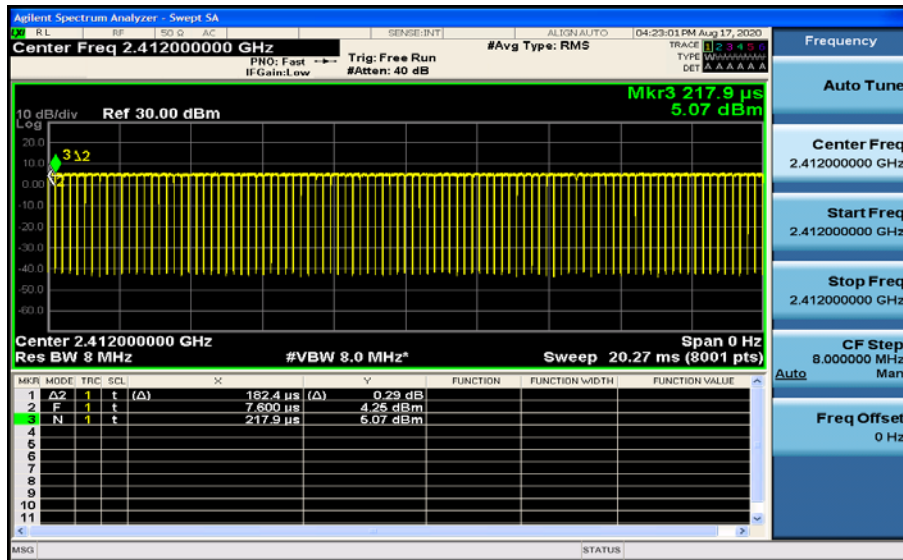 Agilent Spectrum Analyzer - Swept SA
LXI RL RF 50 Ω AC SENSE:INT ALIGN AUTO 04:23:01 PM Aug 17, 2020
Center Freq 2.412000000 GHz
#Avg Type: RMS
TRACE 1 2 3 4 5 6
TYPE
DET A A A A A A
PNO: Fast
IFGain:Low
Trig: Free Run
#Atten: 40 dB
Mkr3 217.9 µs
5.07 dBm
10 dB/div
Log
Ref 30.00 dBm
20.0
10.0
0.00
-10.0
-20.0
-30.0
-40.0
-50.0
-60.0
3Δ2
Center 2.412000000 GHz
Span 0 Hz
Res BW 8 MHz
#VBW 8.0 MHz*
Sweep 20.27 ms (8001 pts)
MKR MODE TRC SCL X Y FUNCTION FUNCTION WIDTH FUNCTION VALUE
1 Δ2 1 t (Δ) 182.4 µs (Δ) 0.29 dB
2 F 1 t 7.600 µs 4.25 dBm
3 N 1 t 217.9 µs 5.07 dBm
4
5
6
7
8
9
10
11
MSG
STATUS
Frequency
Auto Tune
Center Freq
2.412000000 GHz
Start Freq
2.412000000 GHz
Stop Freq
2.412000000 GHz
CF Step
8.000000 MHz
Auto Man
Freq Offset
0 Hz